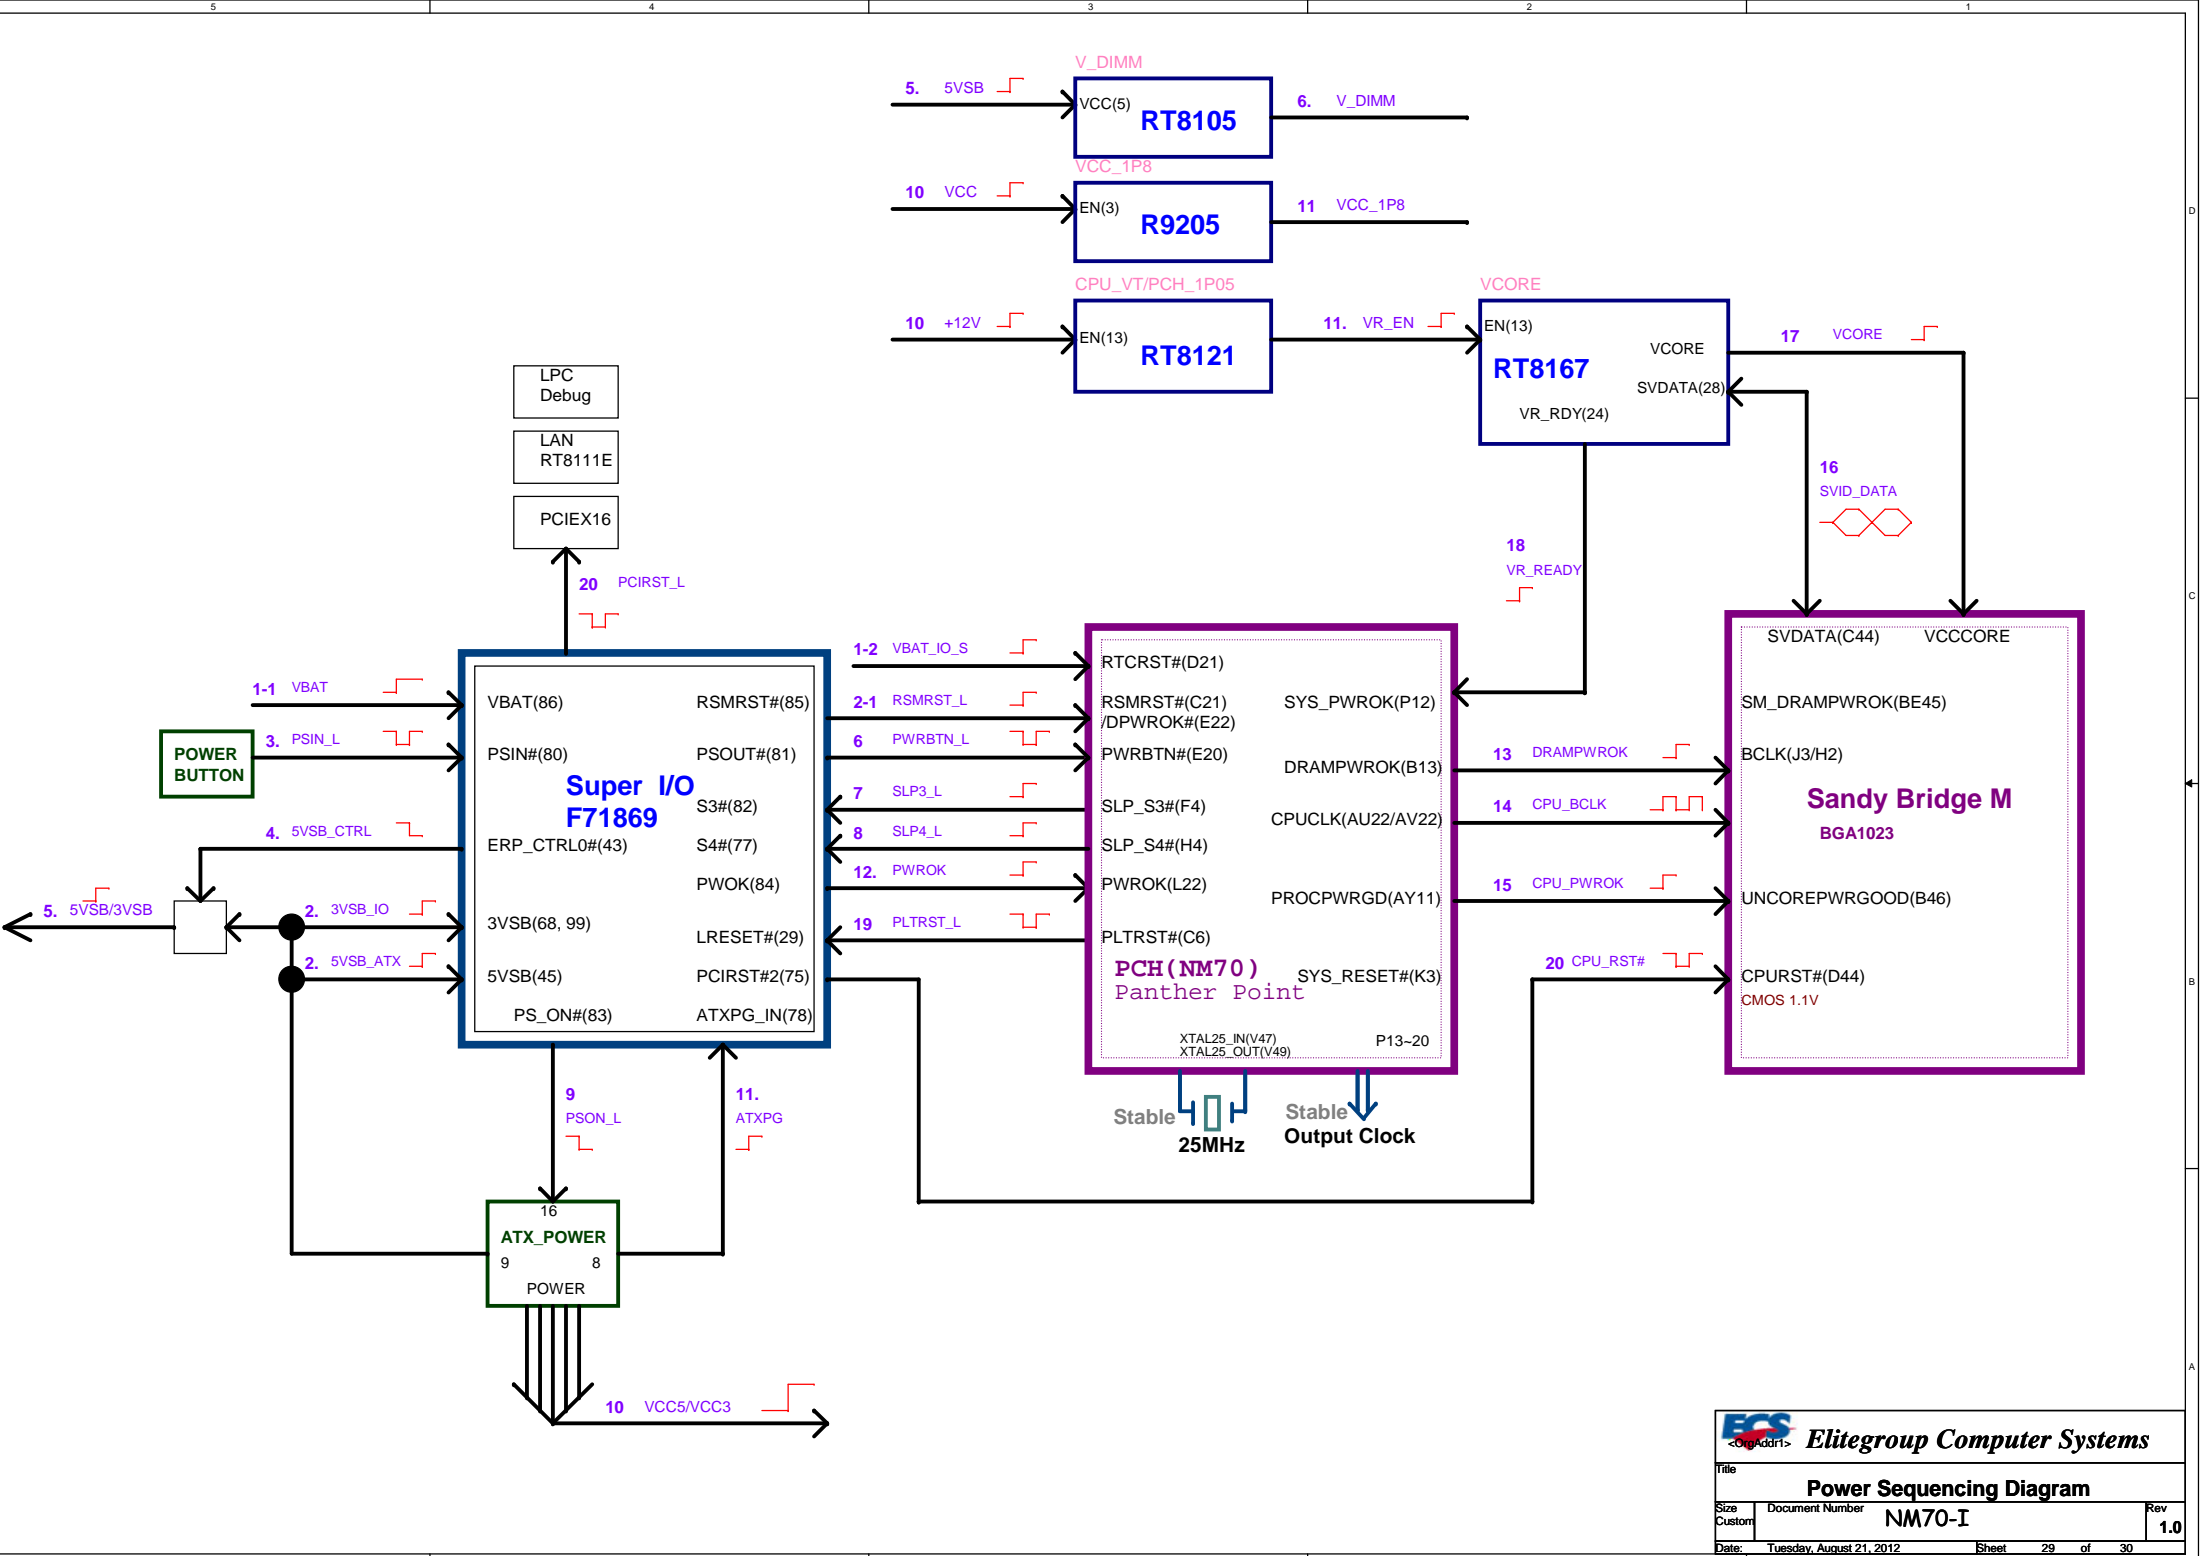 5 4 3 2 1
V_DIMM
5. 5VSB
VCC(5)
RT8105
6. V_DIMM
VCC_1P8
10 VCC
EN(3)
R9205
11 VCC_1P8
D
CPU_VT/PCH_1P05
10 +12V
EN(13)
RT8121
11. VR_EN
VCORE
EN(13)
RT8167
VCORE
SVDATA(28)
VR_RDY(24)
17 VCORE
16
SVID_DATA
18
VR_READY
LPC
Debug
LAN
RT8111E
PCIEX16
20 PCIRST_L
C
1-1 VBAT
POWER
BUTTON
3. PSIN_L
4. 5VSB_CTRL
5. 5VSB/3VSB
2. 3VSB_IO
2. 5VSB_ATX
VBAT(86)
PSIN#(80)
Super I/O
F71869
ERP_CTRL0#(43)
3VSB(68, 99)
5VSB(45)
PS_ON#(83)
RSMRST#(85)
PSOUT#(81)
S3#(82)
S4#(77)
PWOK(84)
LRESET#(29)
PCIRST#2(75)
ATXPG_IN(78)
1-2 VBAT_IO_S
2-1 RSMRST_L
6 PWRBTN_L
7 SLP3_L
8 SLP4_L
12. PWROK
19 PLTRST_L
RTCRST#(D21)
RSMRST#(C21)
/DPWROK#(E22)
PWRBTN#(E20)
SLP_S3#(F4)
SLP_S4#(H4)
PWROK(L22)
PLTRST#(C6)
PCH(NM70)
Panther Point
SYS_PWROK(P12)
DRAMPWROK(B13)
CPUCLK(AU22/AV22)
PROCPWRGD(AY11)
SYS_RESET#(K3)
XTAL25_IN(V47)
XTAL25_OUT(V49)
P13~20
Stable
25MHz
Stable
Output Clock
13 DRAMPWROK
14 CPU_BCLK
15 CPU_PWROK
20 CPU_RST#
SVDATA(C44)
VCCCORE
SM_DRAMPWROK(BE45)
BCLK(J3/H2)
Sandy Bridge M
BGA1023
UNCOREPWRGOOD(B46)
CPURST#(D44)
CMOS 1.1V
B
9
PSON_L
11.
ATXPG
16
ATX_POWER
9 8
POWER
10 VCC5/VCC3
A
ECS
<OrgAddr1>
Elitegroup Computer Systems
Title
Power Sequencing Diagram
Size
Custom
Document Number
NM70-I
Rev
1.0
Date: Tuesday, August 21, 2012 Sheet 29 of 30